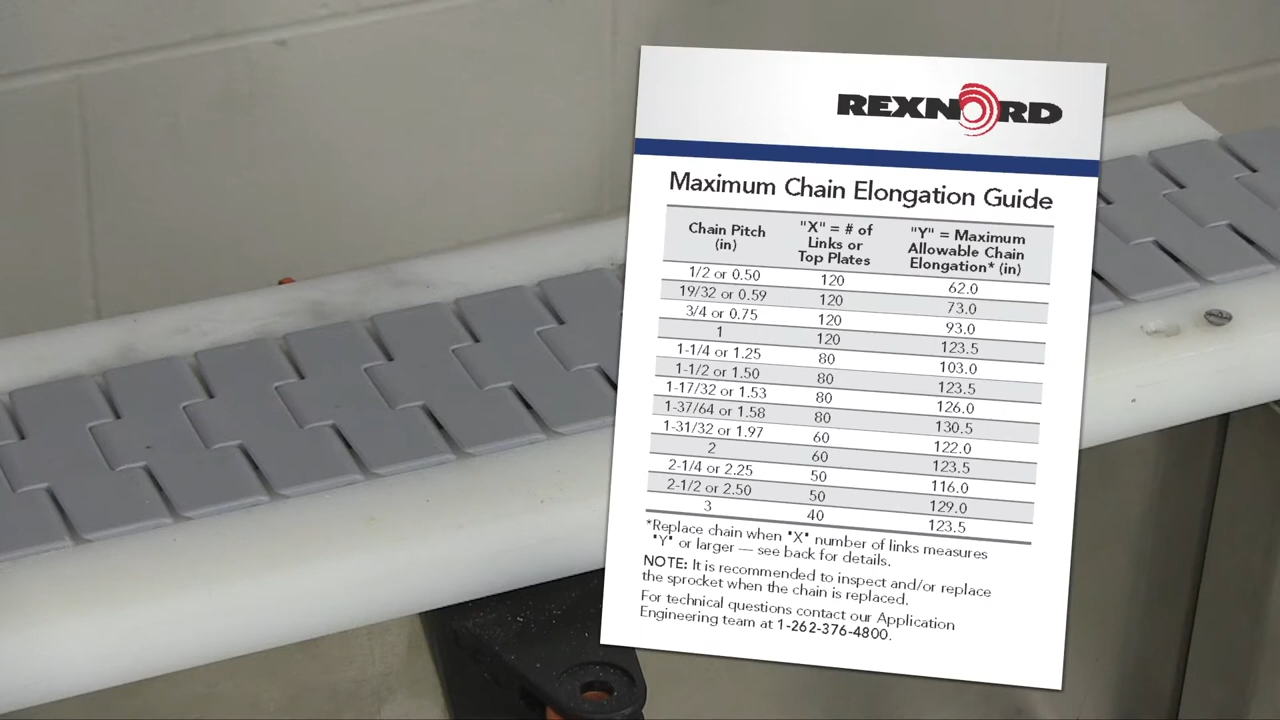 REXNORD
Maximum Chain Elongation Guide
Chain Pitch (in) "X" = # of Links or Top Plates "Y" = Maximum Allowable Chain Elongation* (in)
1/2 or 0.50 120 62.0
19/32 or 0.59 120 73.0
3/4 or 0.75 120 93.0
1 120 123.5
1-1/4 or 1.25 80 103.0
1-1/2 or 1.50 80 123.5
1-17/32 or 1.53 80 126.0
1-37/64 or 1.58 80 130.5
1-31/32 or 1.97 60 122.0
2 60 123.5
2-1/4 or 2.25 50 116.0
2-1/2 or 2.50 50 129.0
3 40 123.5
*Replace chain when "X" number of links measures
"Y" or larger — see back for details.
NOTE: It is recommended to inspect and/or replace
the sprocket when the chain is replaced.
For technical questions contact our Application
Engineering team at 1-262-376-4800.